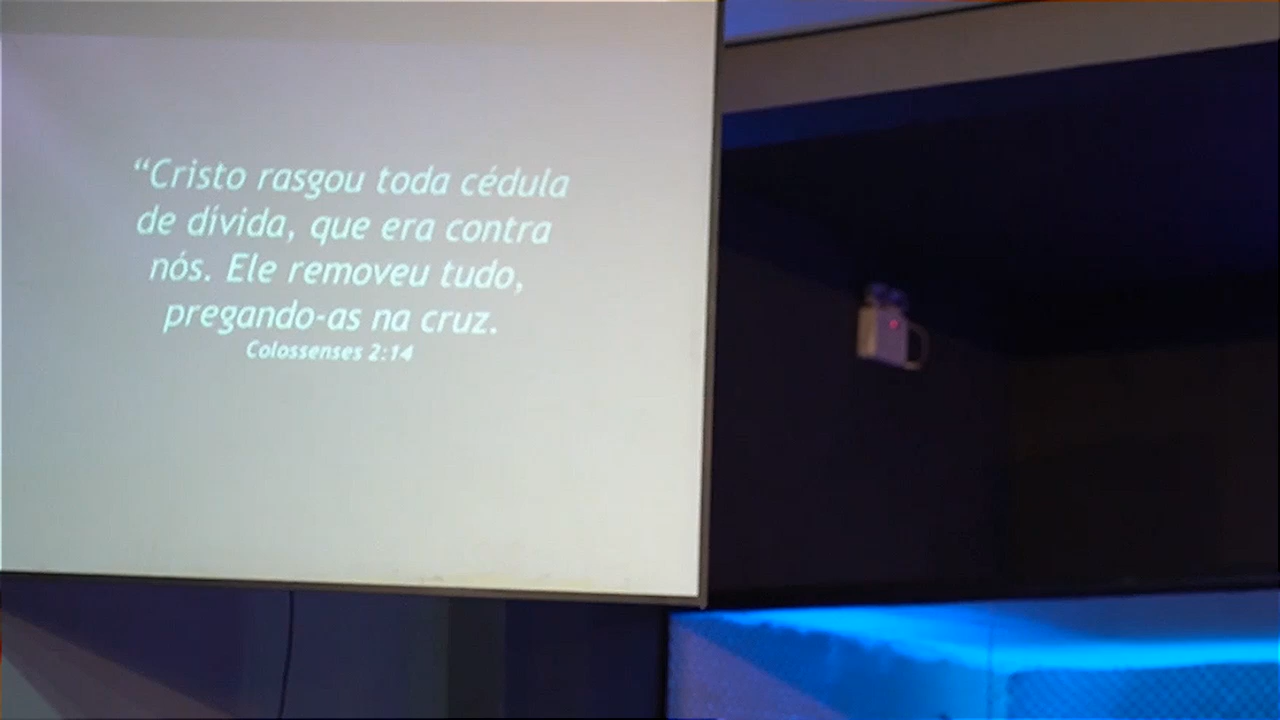 “Cristo rasgou toda cédula
de dívida, que era contra
nós. Ele removeu tudo,
pregando-as na cruz.
Colossenses 2:14